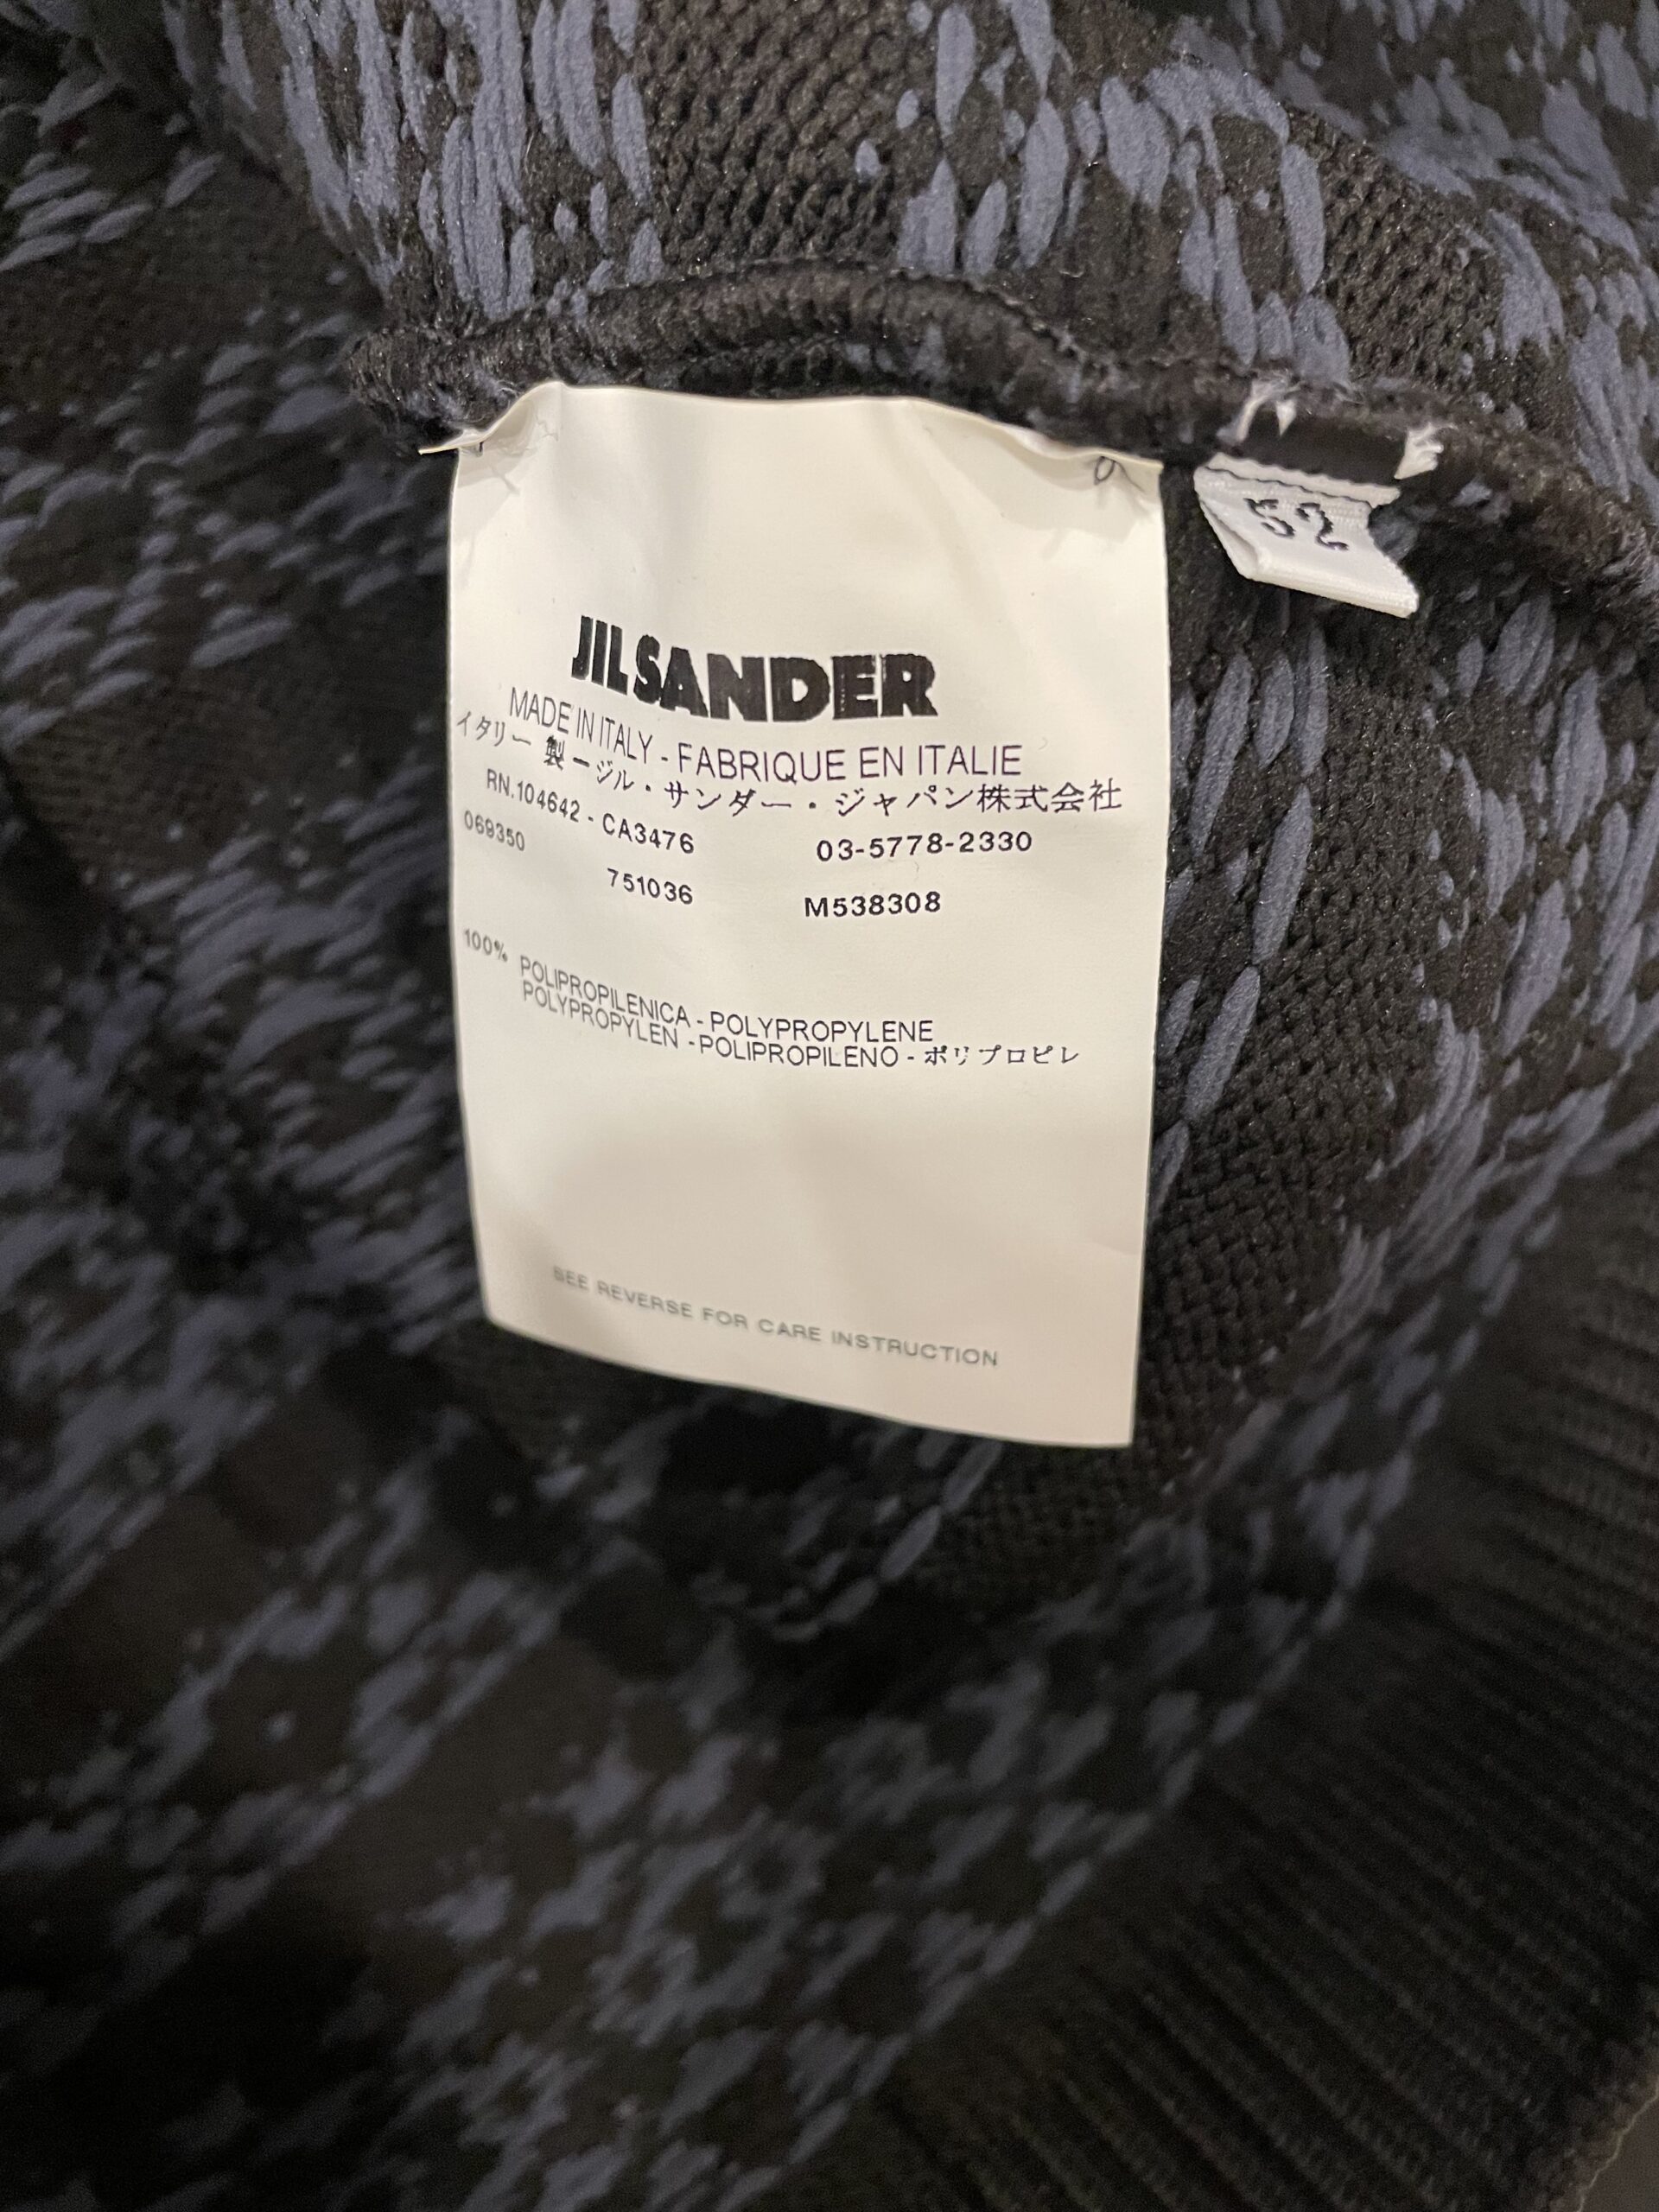 52
JIL SANDER
MADE IN ITALY - FABRIQUE EN ITALIE
イタリー 製 ージル・サンダー・ジャパン株式会社
RN.104642 - CA3476 03-5778-2330
069350 751036 M538308
100% POLIPROPILENICA - POLYPROPYLENE
POLYPROPYLEN - POLIPROPILENO - ポリプロピレ
SEE REVERSE FOR CARE INSTRUCTION